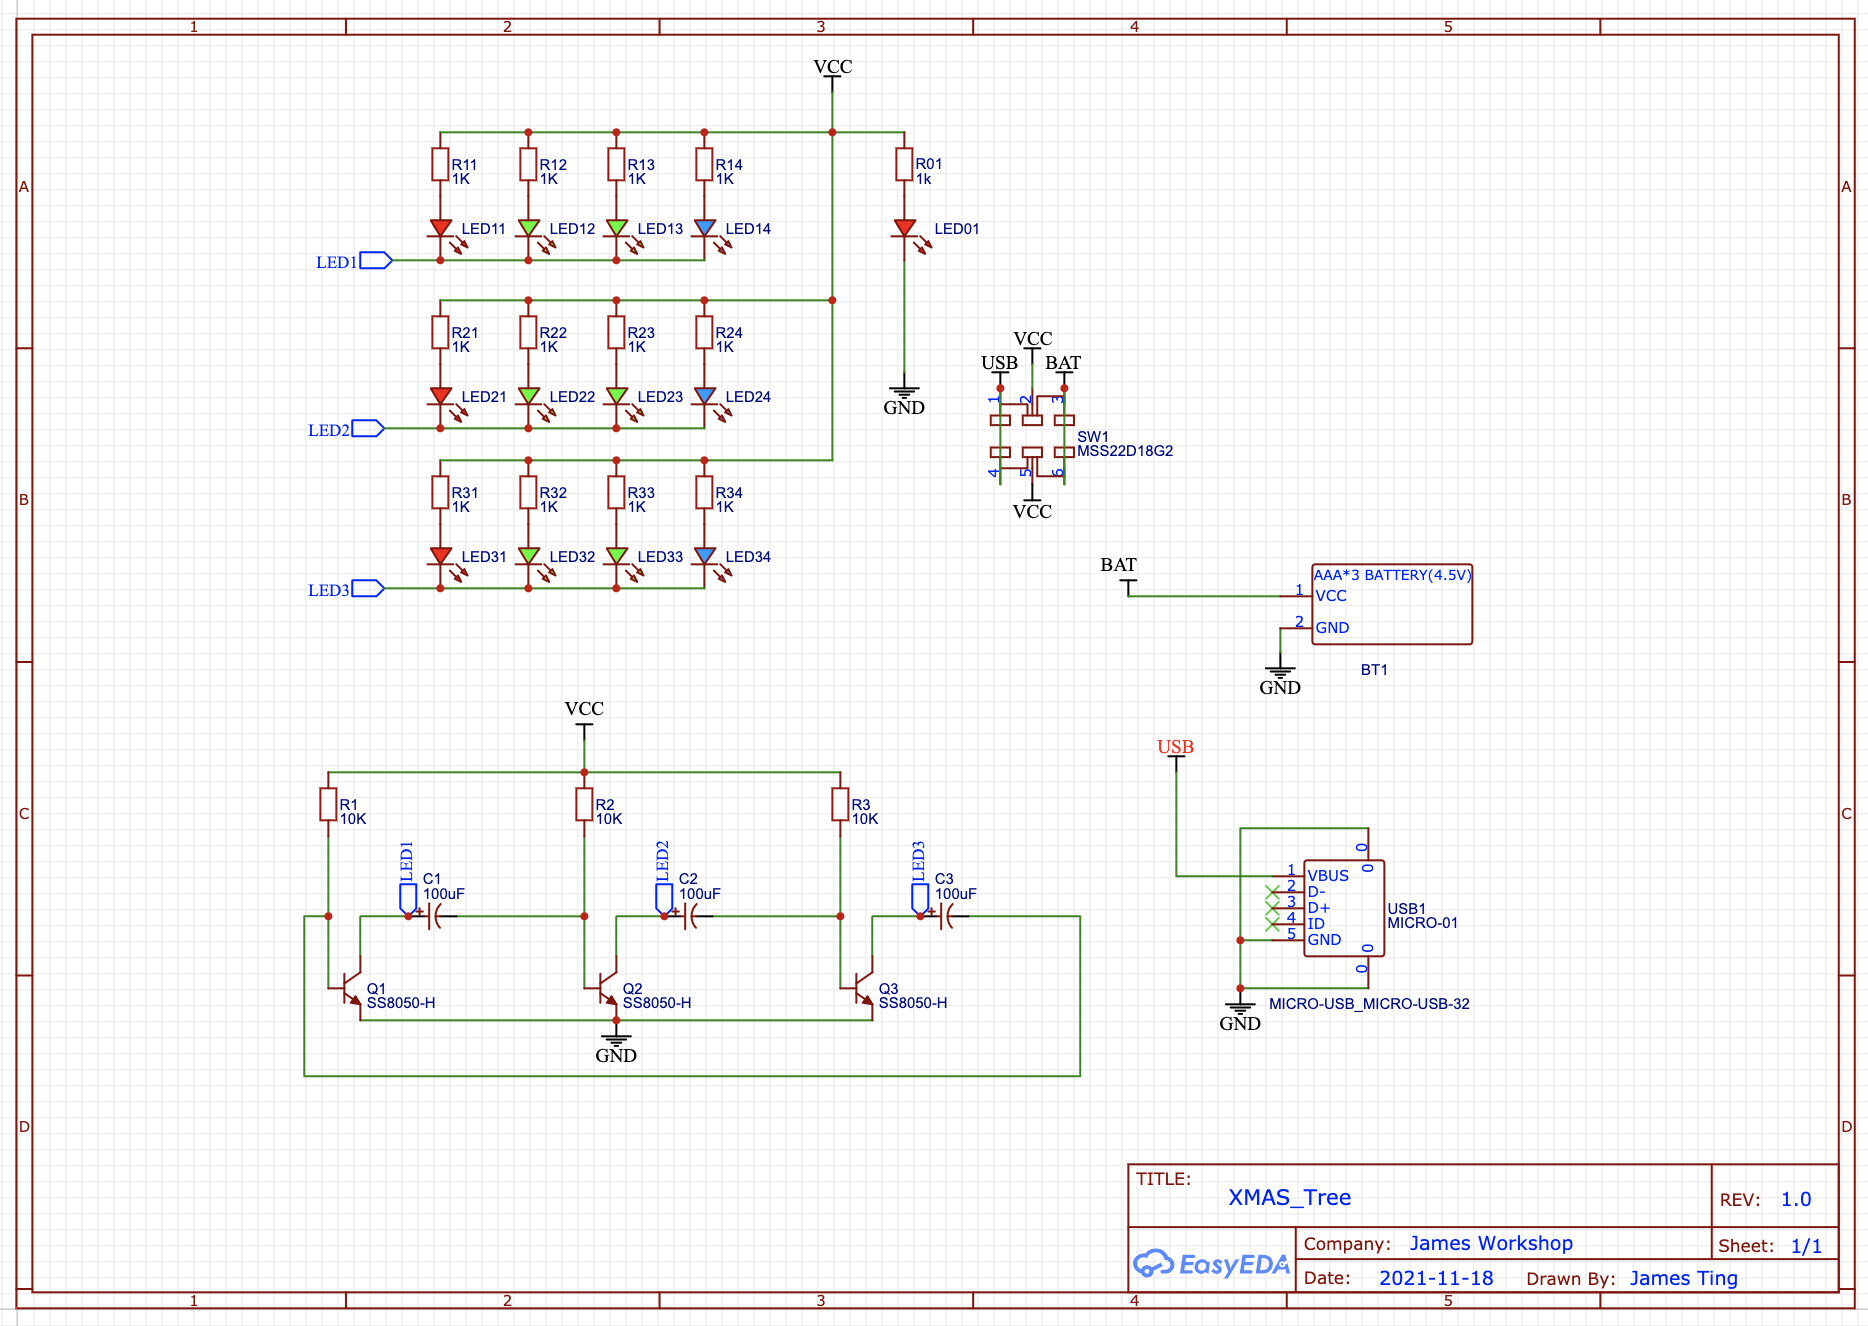 1 2 3 4 5
A A
B B
C C
D D
1 2 3 4 5
VCC
R11
1K
R12
1K
R13
1K
R14
1K
R01
1k
LED11
LED12
LED13
LED14
LED01
LED1
R21
1K
R22
1K
R23
1K
R24
1K
LED21
LED22
LED23
LED24
LED2
GND
R31
1K
R32
1K
R33
1K
R34
1K
LED31
LED32
LED33
LED34
LED3
VCC
USB BAT
1 2 3
SW1
MSS22D18G2
4 5 6
VCC
BAT
AAA*3 BATTERY(4.5V)
1 VCC
2 GND
GND
BT1
VCC
R1
10K
R2
10K
R3
10K
LED1
C1
100uF
+
LED2
C2
100uF
+
LED3
C3
100uF
+
Q1
SS8050-H
Q2
SS8050-H
Q3
SS8050-H
GND
USB
0
0
1 VBUS
2 D-
3 D+
4 ID
5 GND
0
0
USB1
MICRO-01
MICRO-USB_MICRO-USB-32
GND
TITLE:
XMAS_Tree
REV: 1.0
EasyEDA
Company: James Workshop
Sheet: 1/1
Date: 2021-11-18 Drawn By: James Ting